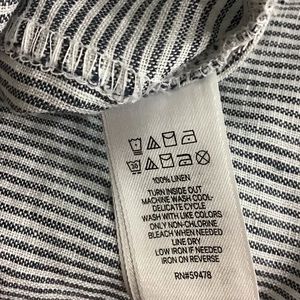 100% LINEN
TURN INSIDE OUT
MACHINE WASH COOL-
DELICATE CYCLE
WASH WITH LIKE COLORS
ONLY NON-CHLORINE
BLEACH WHEN NEEDED
LINE DRY
LOW IRON IF NEEDED
IRON ON REVERSE
RN#59478